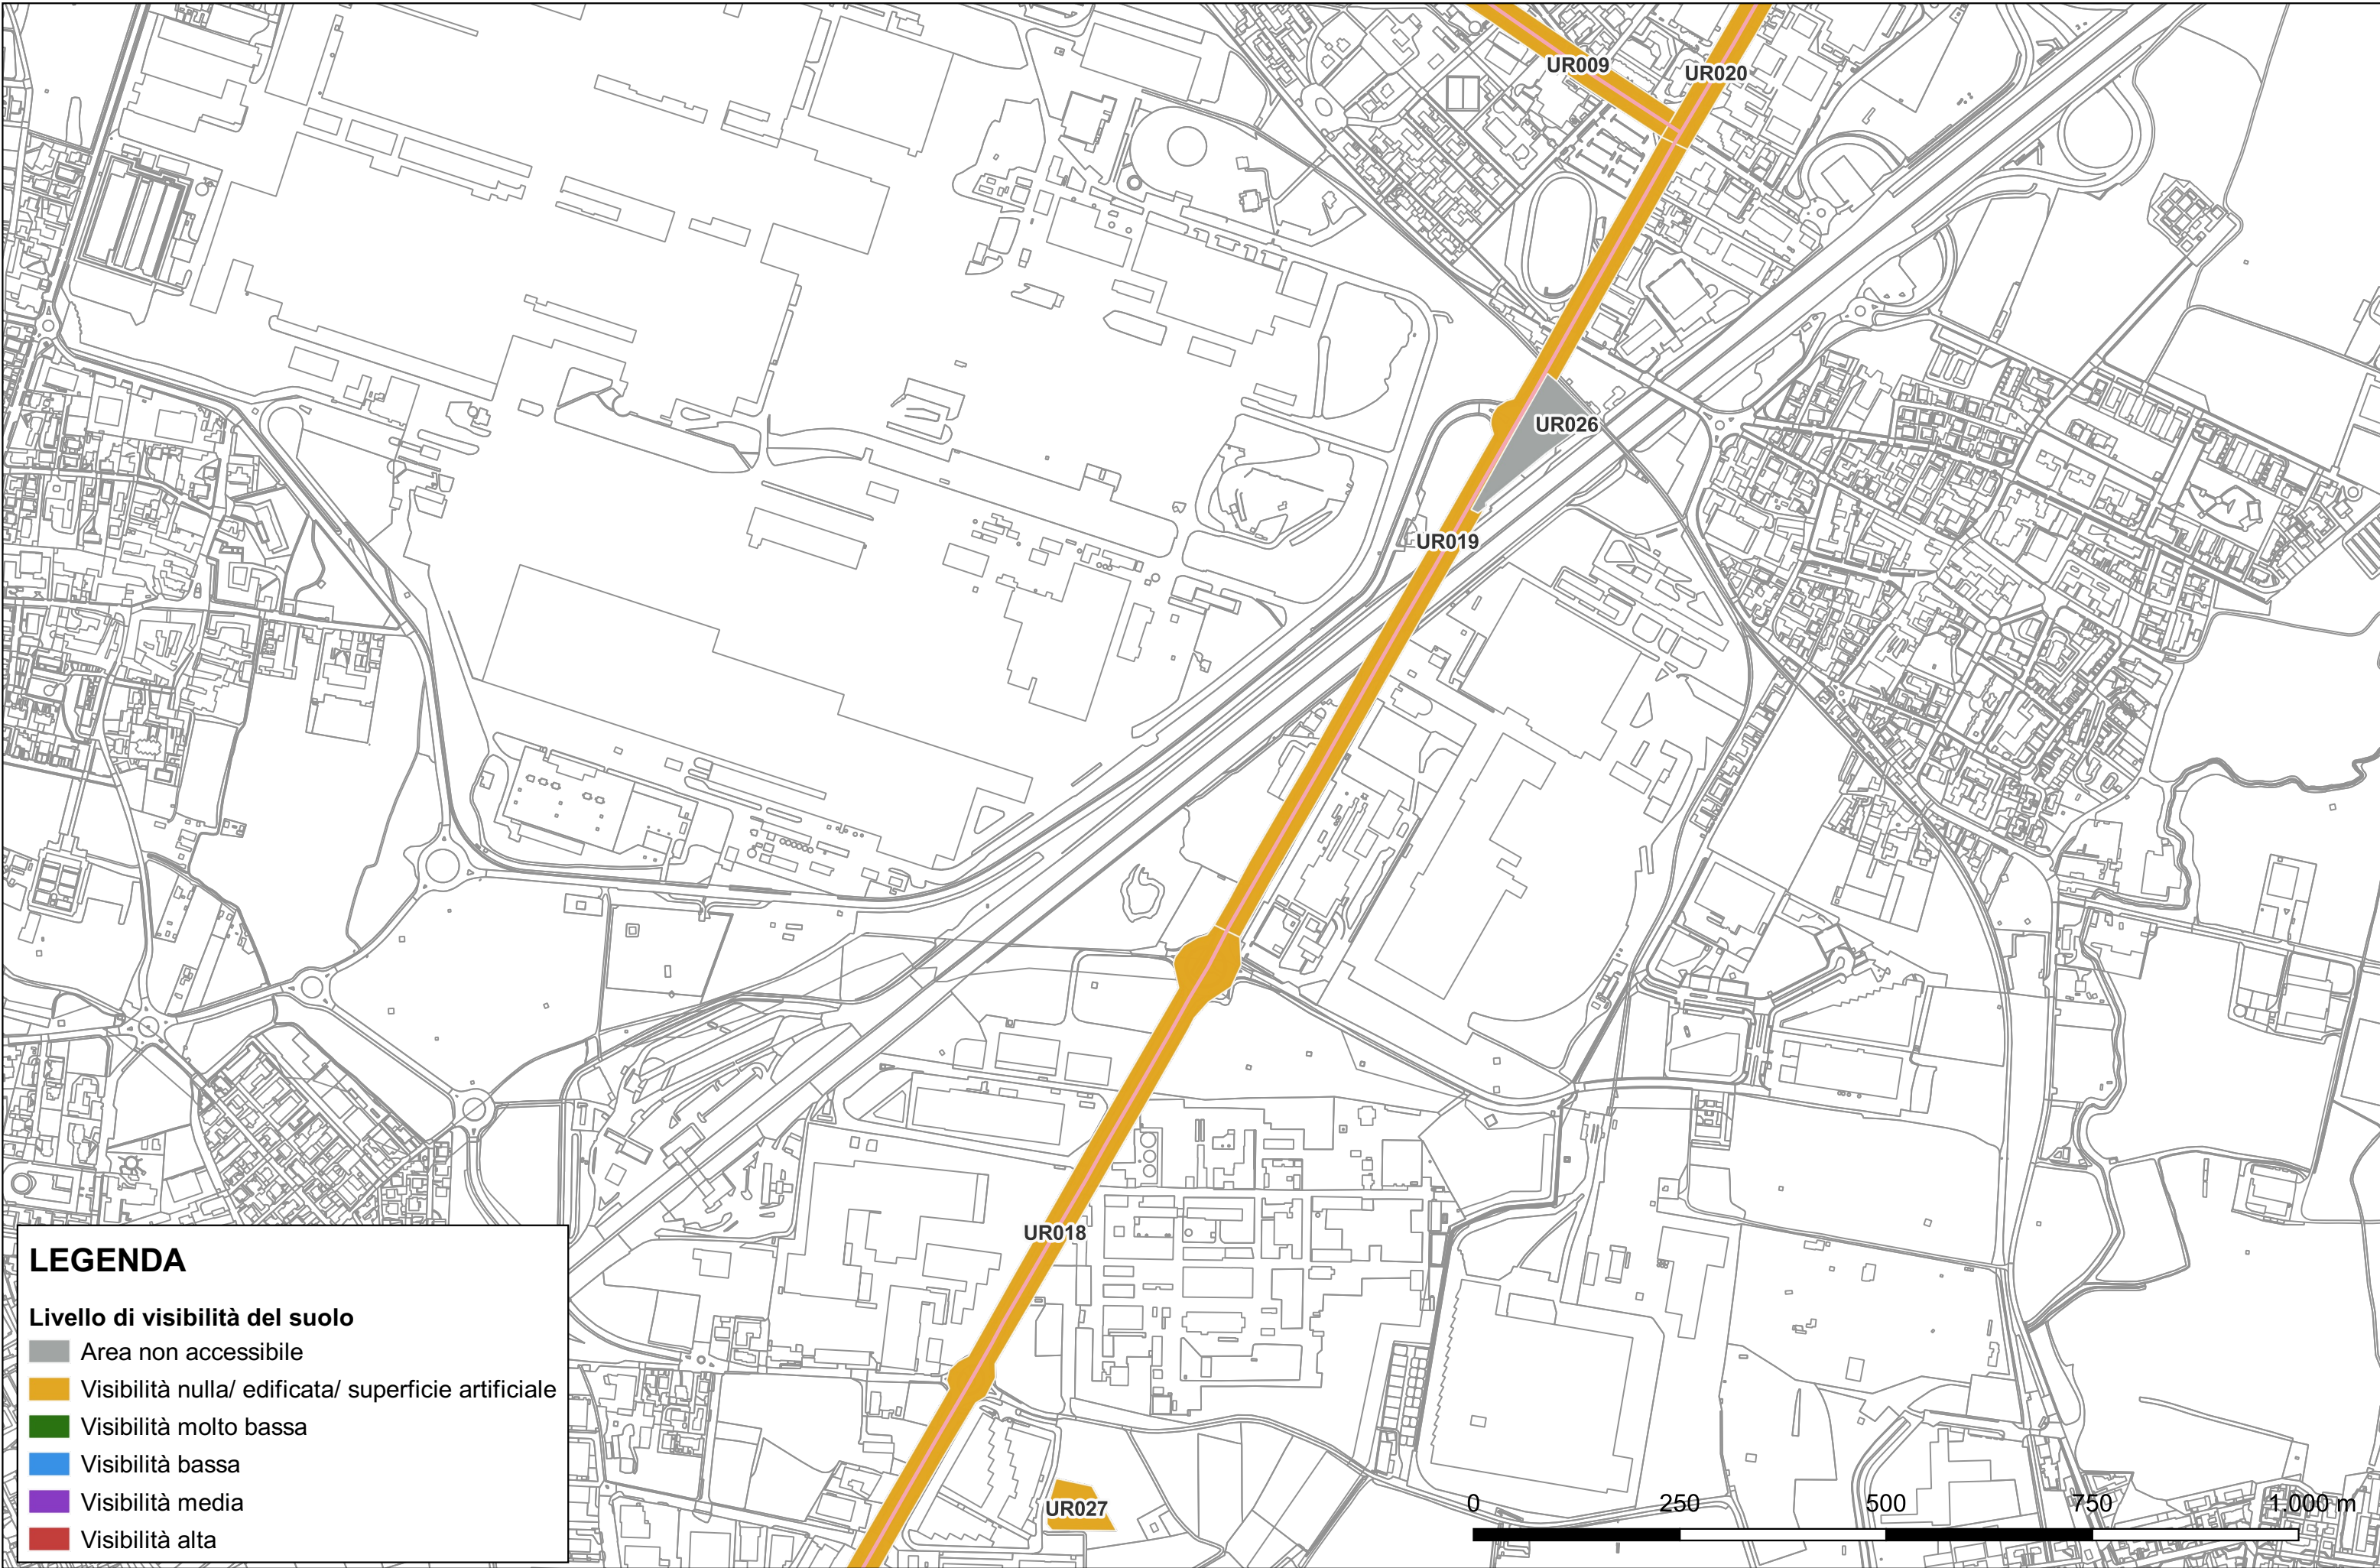 UR009
UR020
UR026
UR019
UR018
UR027
LEGENDA
Livello di visibilità del suolo
Area non accessibile
Visibilità nulla/ edificata/ superficie artificiale
Visibilità molto bassa
Visibilità bassa
Visibilità media
Visibilità alta
0 250 500 750 1.000 m